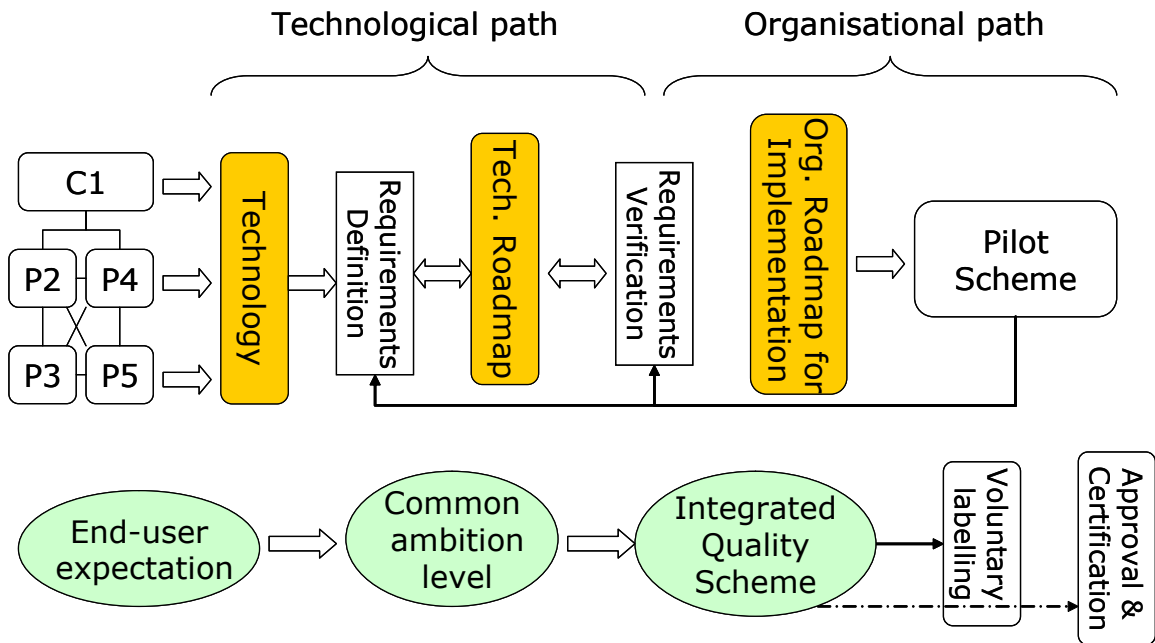 Technological path
Organisational path
C1
P2
P4
P3
P5
Technology
Requirements
Definition
Tech. Roadmap
Requirements
Verification
Org. Roadmap for
Implementation
Pilot
Scheme
End-user
expectation
Common
ambition
level
Integrated
Quality
Scheme
Voluntary
labelling
Approval &
Certification